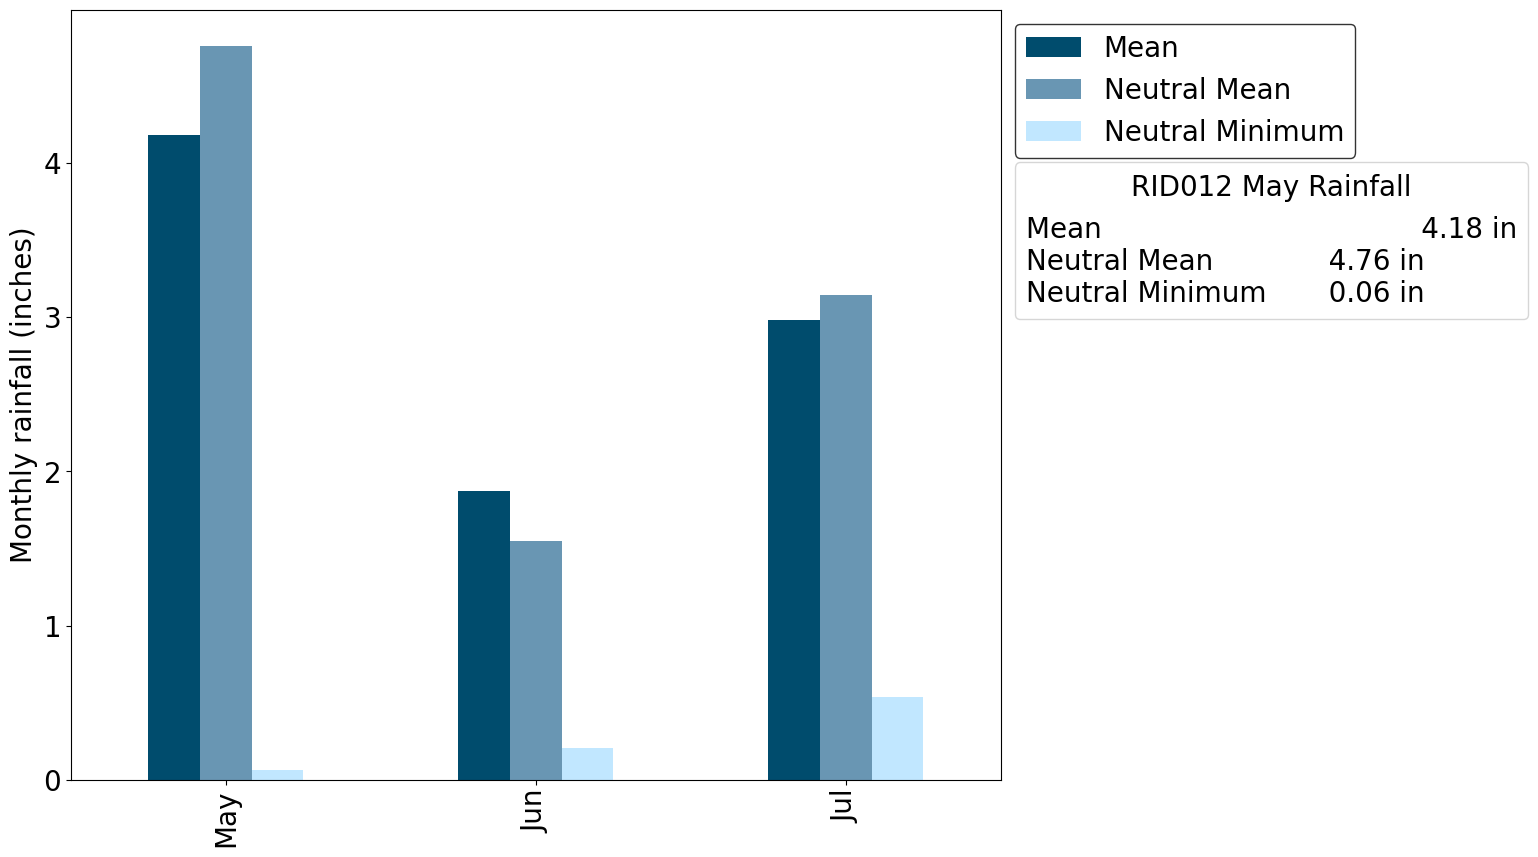 Monthly rainfall (inches)
4
3
2
1
0
May
Jun
Jul
Mean
Neutral Mean
Neutral Minimum
RID012 May Rainfall
Mean 4.18 in
Neutral Mean 4.76 in
Neutral Minimum 0.06 in